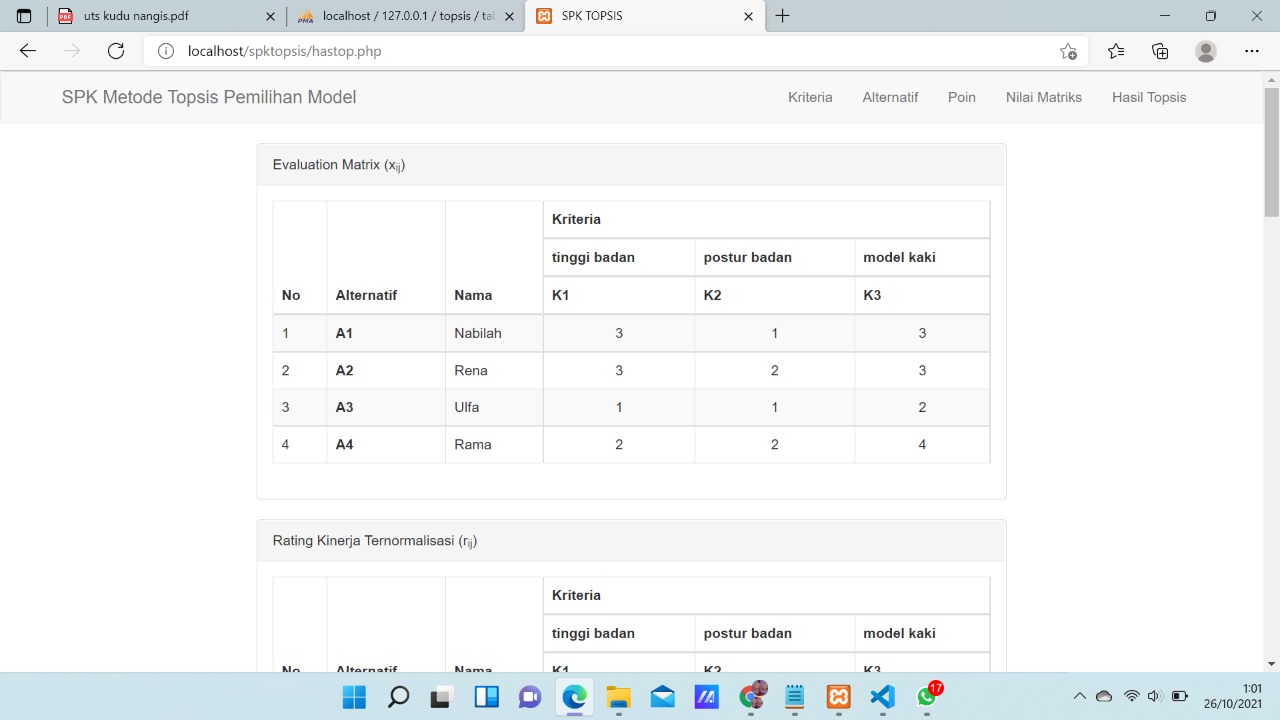 uts kudu nangis.pdf
localhost / 127.0.0.1 / topsis / tal
SPK TOPSIS
localhost/spktopsis/hastop.php
SPK Metode Topsis Pemilihan Model
Kriteria Alternatif Poin Nilai Matriks Hasil Topsis
Evaluation Matrix (xij)
Kriteria
tinggi badan postur badan model kaki
No Alternatif Nama K1 K2 K3
1 A1 Nabilah 3 1 3
2 A2 Rena 3 2 3
3 A3 Ulfa 1 1 2
4 A4 Rama 2 2 4
Rating Kinerja Ternormalisasi (rij)
Kriteria
tinggi badan postur badan model kaki
No Alternatif Nama K1 K2 K3
17
1:01
26/10/2021